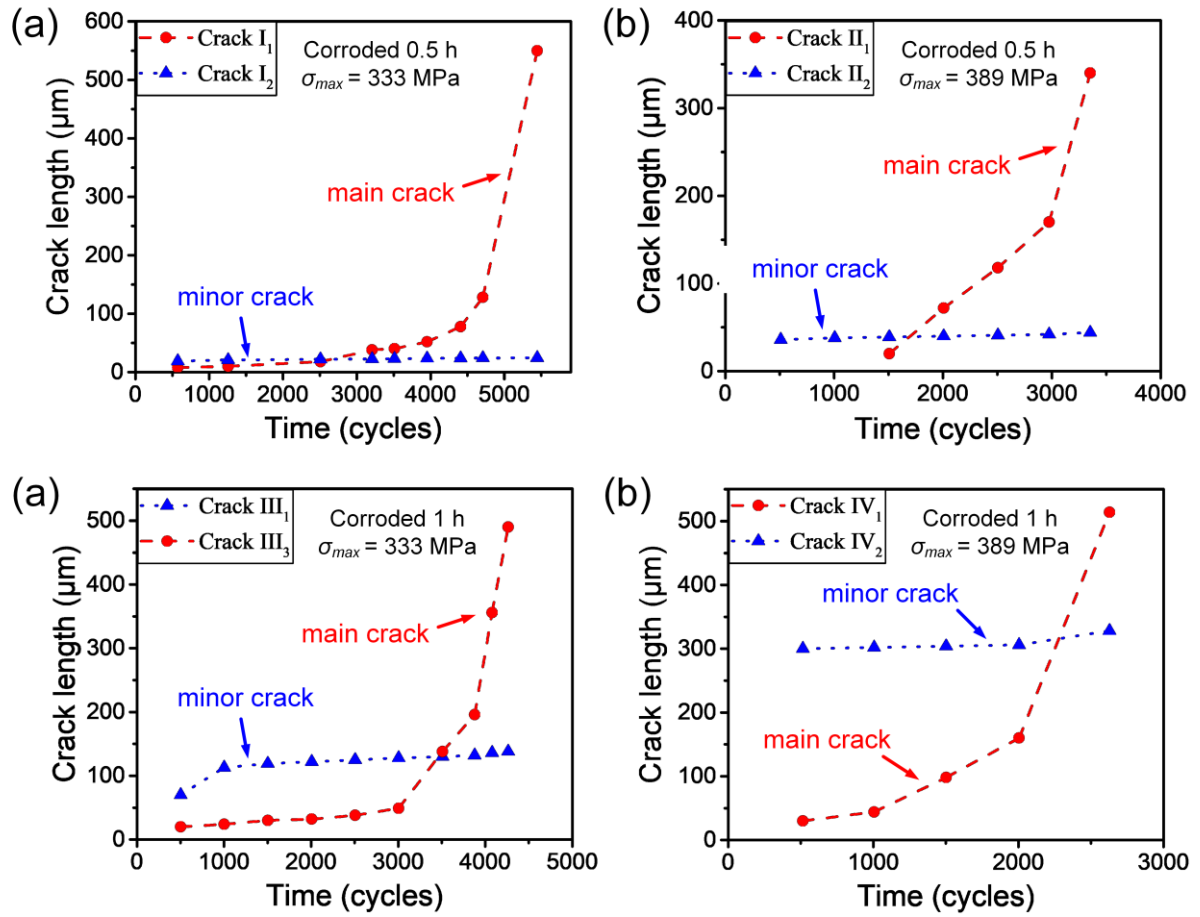 (a)
Crack I1
Crack I2
Corroded 0.5 h
σmax = 333 MPa
main crack
minor crack
Crack length (μm)
600
500
400
300
200
100
0
0 1000 2000 3000 4000 5000
Time (cycles)
(b)
Crack II1
Crack II2
Corroded 0.5 h
σmax = 389 MPa
main crack
minor crack
Crack length (μm)
400
300
200
100
0
0 1000 2000 3000 4000
Time (cycles)
(a)
Crack III1
Crack III3
Corroded 1 h
σmax = 333 MPa
main crack
minor crack
Crack length (μm)
500
400
300
200
100
0
0 1000 2000 3000 4000 5000
Time (cycles)
(b)
Crack IV1
Crack IV2
Corroded 1 h
σmax = 389 MPa
minor crack
main crack
Crack length (μm)
500
400
300
200
100
0
0 1000 2000 3000
Time (cycles)